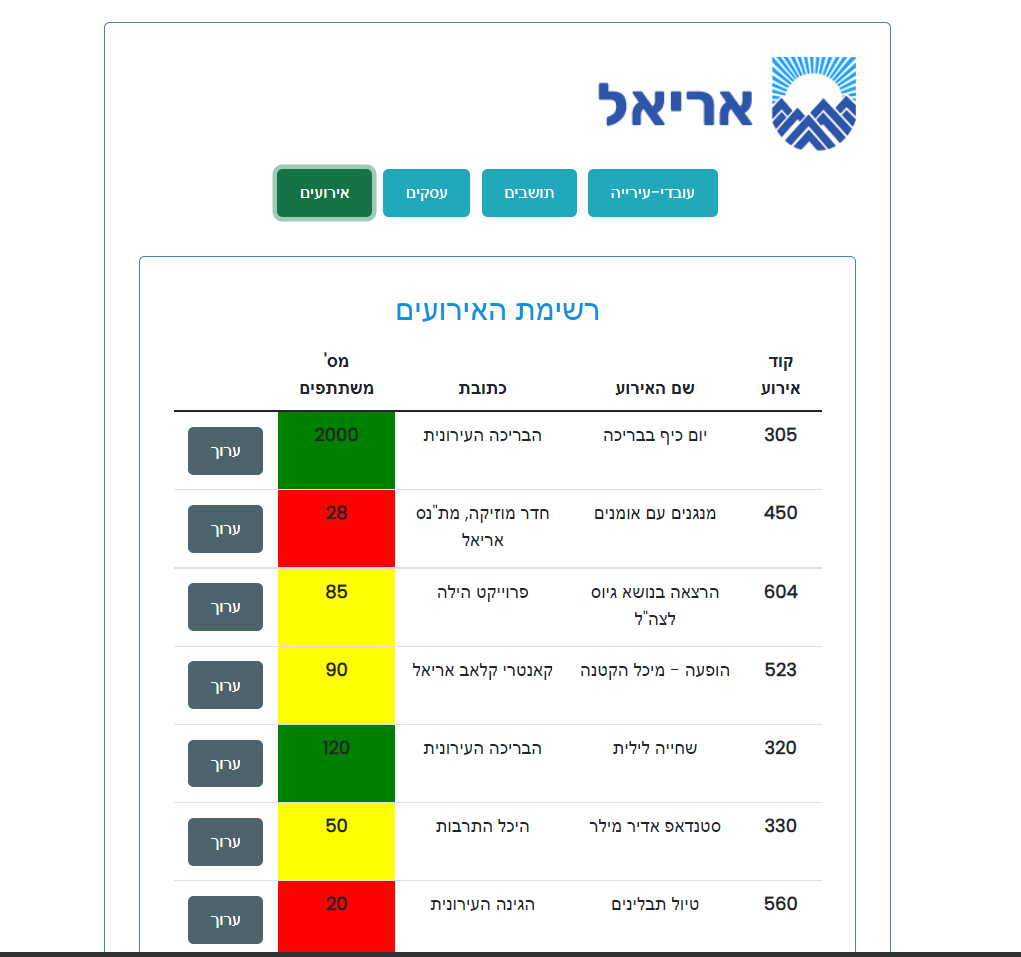 אריאל
עובדי-עירייה תושבים עסקים אירועים
רשימת האירועים
קוד אירוע שם האירוע כתובת מס' משתתפים
305 יום כיף בבריכה הבריכה העירונית 2000 ערוך
450 מנגנים עם אומנים חדר מוזיקה, מת"נס אריאל 28 ערוך
604 הרצאה בנושא גיוס לצה"ל פרוייקט הילה 85 ערוך
523 הופעה - מיכל הקטנה קאנטרי קלאב אריאל 90 ערוך
320 שחייה לילית הבריכה העירונית 120 ערוך
330 סטנדאפ אדיר מילר היכל התרבות 50 ערוך
560 טיול תבלינים הגינה העירונית 20 ערוך